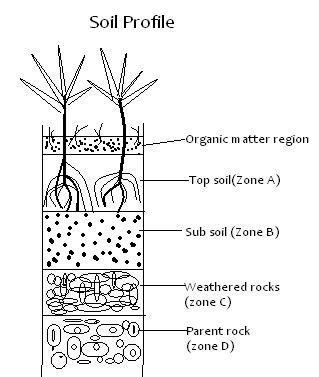 Soil Profile
Organic matter region
Top soil(Zone A)
Sub soil (Zone B)
Weathered rocks
(zone C)
Parent rock
(zone D)